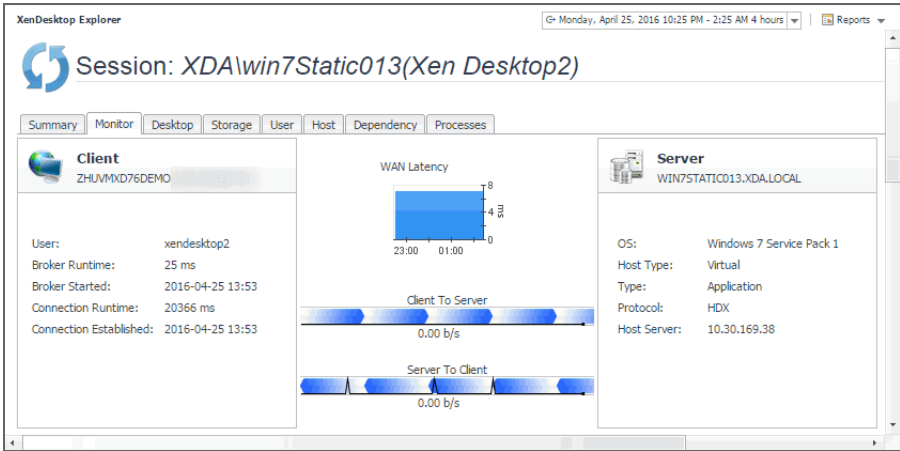 XenDesktop Explorer
Monday, April 25, 2016 10:25 PM - 2:25 AM 4 hours
Reports
Session: XDA\win7Static013(Xen Desktop2)
Summary Monitor Desktop Storage User Host Dependency Processes
Client
ZHUVMXD76DEMO
User: xendesktop2
Broker Runtime: 25 ms
Broker Started: 2016-04-25 13:53
Connection Runtime: 20366 ms
Connection Established: 2016-04-25 13:53
WAN Latency
8
4
0
ms
23:00 01:00
Client To Server
0.00 b/s
Server To Client
0.00 b/s
Server
WIN7STATIC013.XDA.LOCAL
OS: Windows 7 Service Pack 1
Host Type: Virtual
Type: Application
Protocol: HDX
Host Server: 10.30.169.38